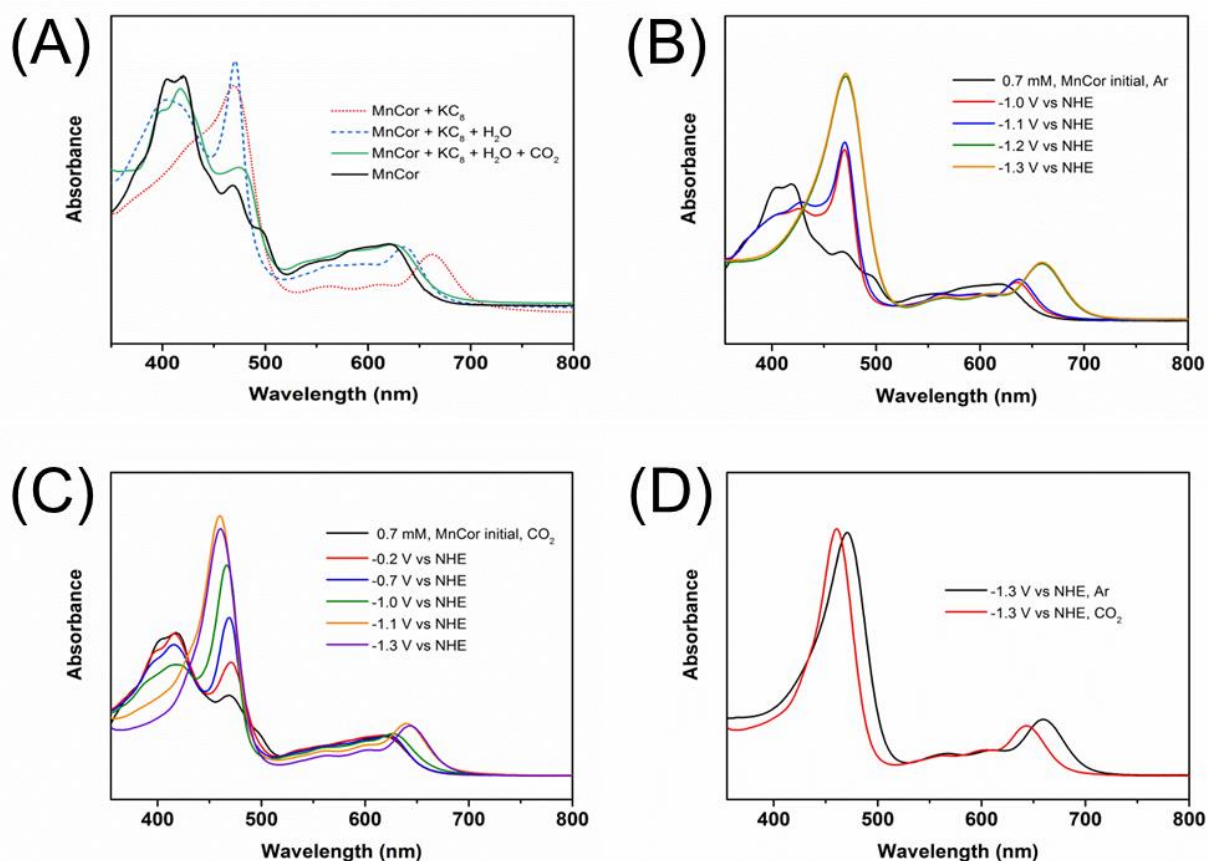 (A)
Absorbance
MnCor + KC₈
MnCor + KC₈ + H₂O
MnCor + KC₈ + H₂O + CO₂
MnCor
400 500 600 700 800
Wavelength (nm)
(B)
Absorbance
0.7 mM, MnCor initial, Ar
-1.0 V vs NHE
-1.1 V vs NHE
-1.2 V vs NHE
-1.3 V vs NHE
400 500 600 700 800
Wavelength (nm)
(C)
Absorbance
0.7 mM, MnCor initial, CO₂
-0.2 V vs NHE
-0.7 V vs NHE
-1.0 V vs NHE
-1.1 V vs NHE
-1.3 V vs NHE
400 500 600 700 800
Wavelength (nm)
(D)
Absorbance
-1.3 V vs NHE, Ar
-1.3 V vs NHE, CO₂
400 500 600 700 800
Wavelength (nm)